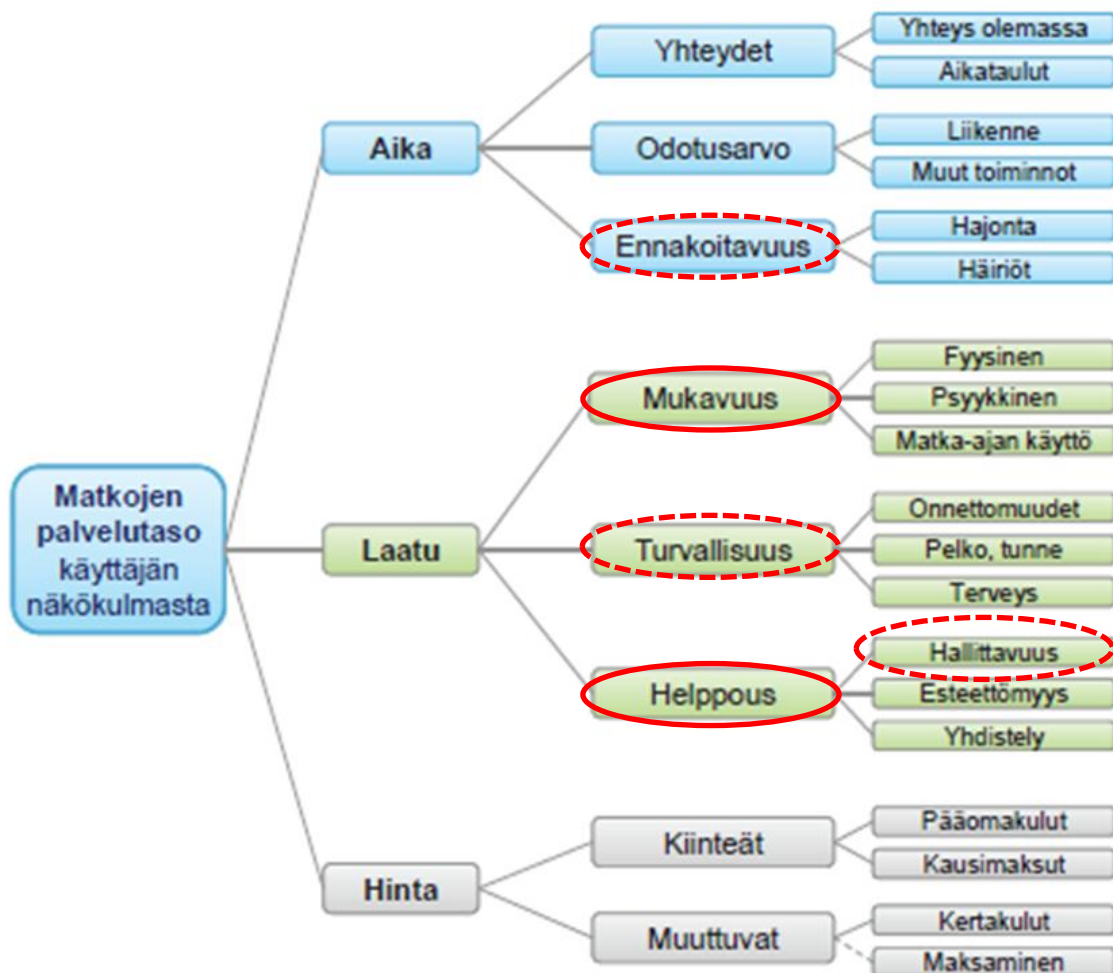 Matkojen
palvelutaso
käyttäjän
näkökulmasta
Aika
Yhteydet
Yhteys olemassa
Aikataulut
Odotusarvo
Liikenne
Muut toiminnot
Ennakoitavuus
Hajonta
Häiriöt
Laatu
Mukavuus
Fyysinen
Psyykkinen
Matka-ajan käyttö
Turvallisuus
Onnettomuudet
Pelko, tunne
Terveys
Helppous
Hallittavuus
Esteettömyys
Yhdistely
Hinta
Kiinteät
Pääomakulut
Kausimaksut
Muuttuvat
Kertakulut
Maksaminen